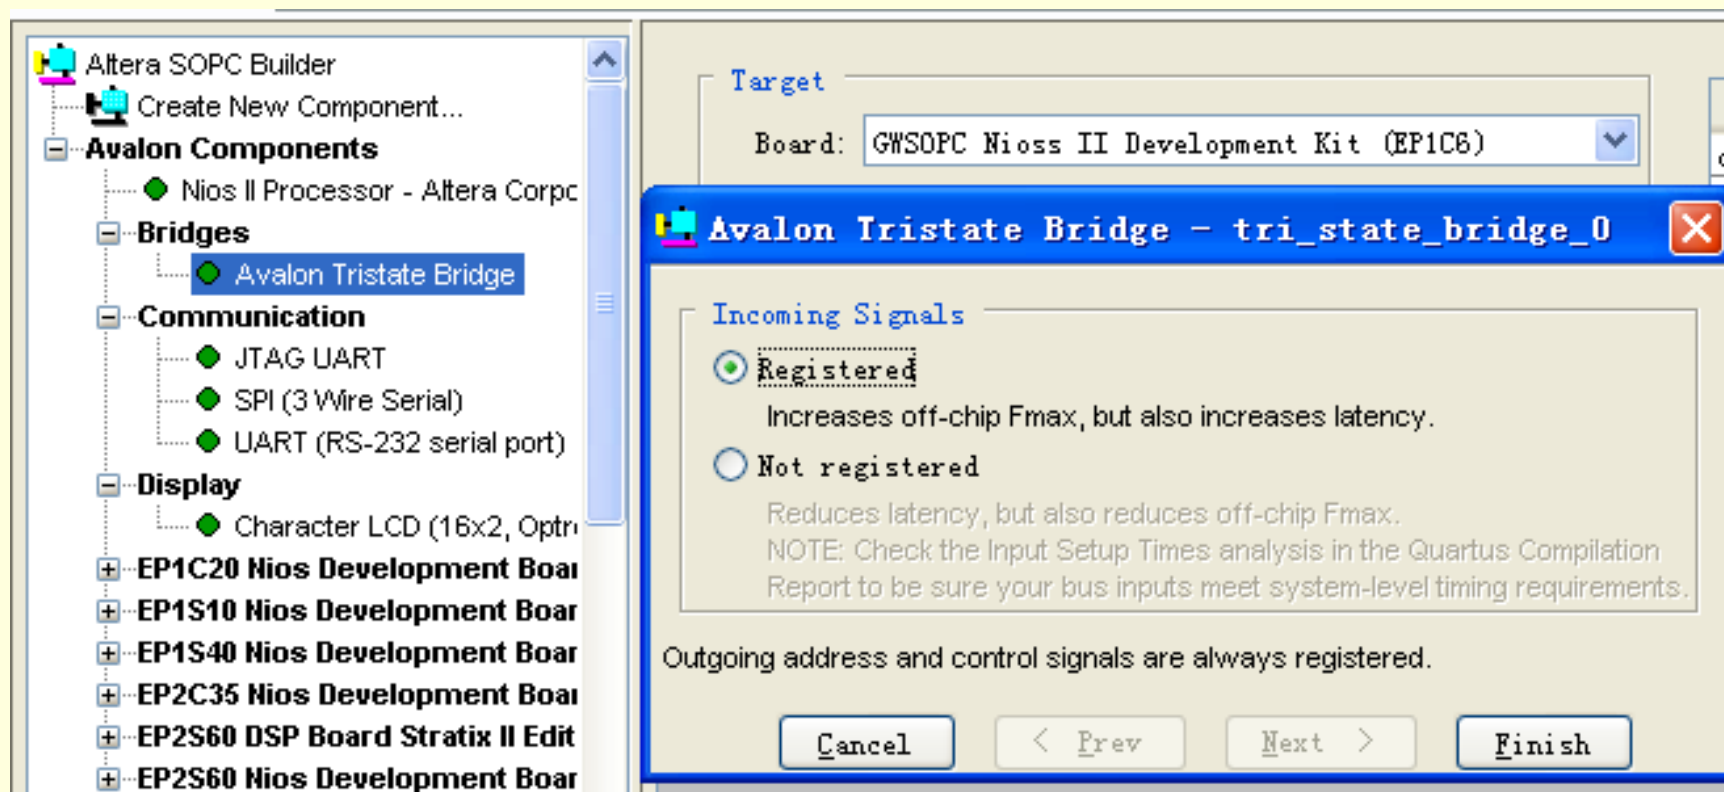 Altera SOPC Builder
Create New Component...
Avalon Components
Nios II Processor - Altera Corpo
Bridges
Avalon Tristate Bridge
Communication
JTAG UART
SPI (3 Wire Serial)
UART (RS-232 serial port)
Display
Character LCD (16x2, Optre
EP1C20 Nios Development Boar
EP1S10 Nios Development Boar
EP1S40 Nios Development Boar
EP2C35 Nios Development Boar
EP2S60 DSP Board Stratix II Edit
EP2S60 Nios Development Boar
Target
Board: GWSOPC Nioss II Development Kit (EP1C6)
Avalon Tristate Bridge - tri_state_bridge_0
Incoming Signals
Registered
Increases off-chip Fmax, but also increases latency.
Not registered
Reduces latency, but also reduces off-chip Fmax.
NOTE: Check the Input Setup Times analysis in the Quartus Compilation
Report to be sure your bus inputs meet system-level timing requirements.
Outgoing address and control signals are always registered.
Cancel
< Prev
Next >
Finish